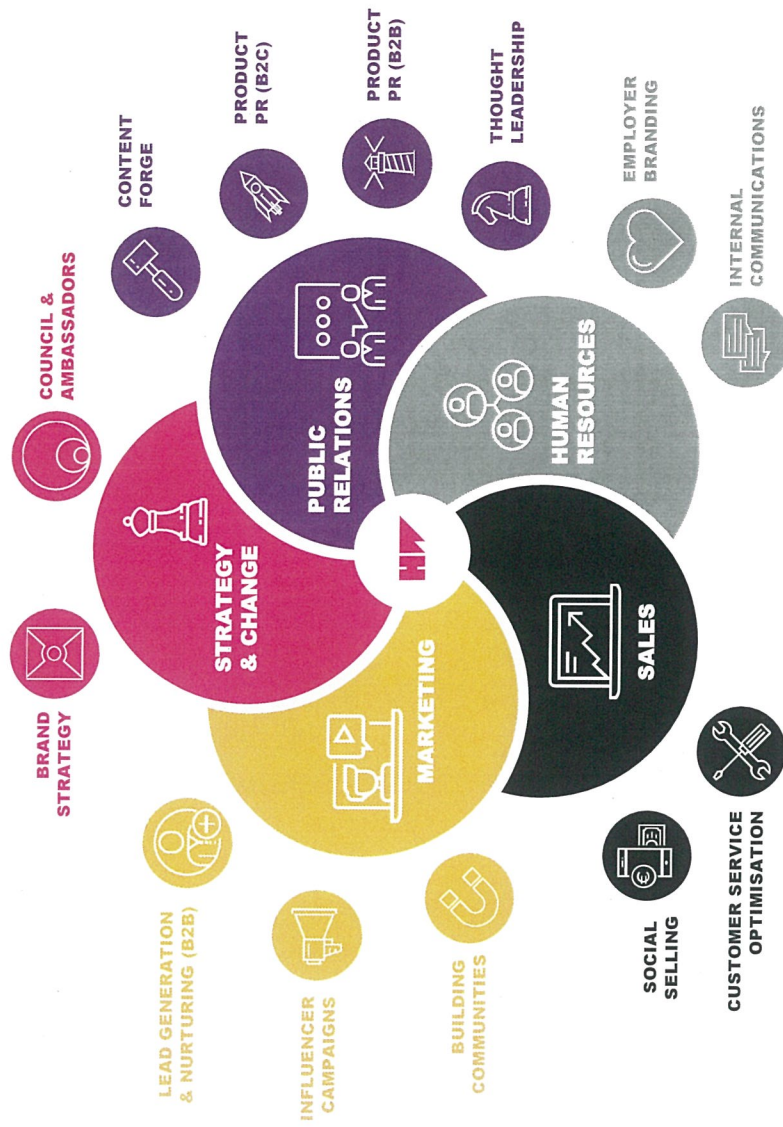 BRAND
STRATEGY
COUNCIL &
AMBASSADORS
CONTENT
FORGE
PRODUCT
PR (B2C)
PRODUCT
PR (B2B)
THOUGHT
LEADERSHIP
EMPLOYER
BRANDING
INTERNAL
COMMUNICATIONS
LEAD GENERATION
& NURTURING (B2B)
INFLUENCER
CAMPAIGNS
BUILDING
COMMUNITIES
SOCIAL
SELLING
CUSTOMER SERVICE
OPTIMISATION
STRATEGY
& CHANGE
PUBLIC
RELATIONS
HUMAN
RESOURCES
SALES
MARKETING